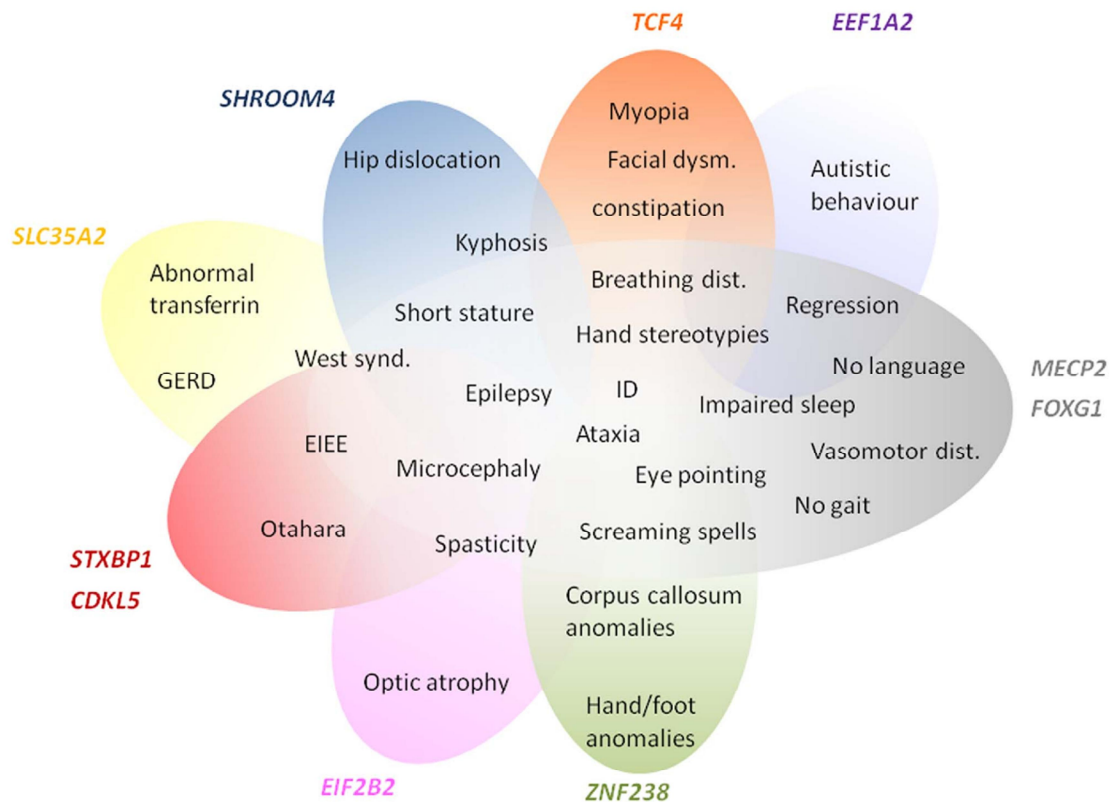 TCF4
EEF1A2
SHROOM4
Myopia
Hip dislocation
Facial dysm.
Autistic
behaviour
constipation
SLC35A2
Kyphosis
Abnormal
transferrin
Breathing dist.
Regression
Short stature
Hand stereotypies
West synd.
No language
MECP2
GERD
Epilepsy
ID
Impaired sleep
FOXG1
EIEE
Ataxia
Vasomotor dist.
Microcephaly
Eye pointing
No gait
Otahara
Spasticity
Screaming spells
STXBP1
CDKL5
Corpus callosum
anomalies
Optic atrophy
Hand/foot
anomalies
EIF2B2
ZNF238